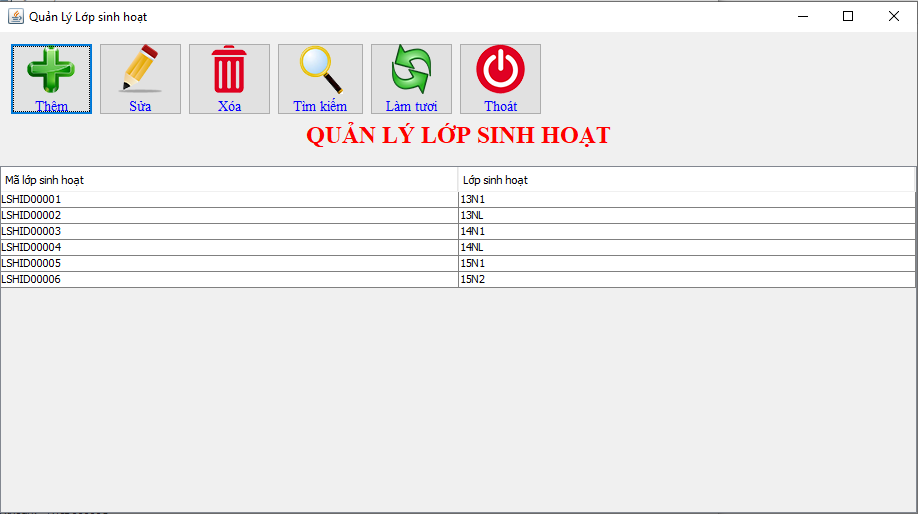 Quản Lý Lớp sinh hoạt
Thêm Sửa Xóa Tìm kiếm Làm tươi Thoát
QUẢN LÝ LỚP SINH HOẠT
Mã lớp sinh hoạt Lớp sinh hoạt
LSHID00001 13N1
LSHID00002 13NL
LSHID00003 14N1
LSHID00004 14NL
LSHID00005 15N1
LSHID00006 15N2